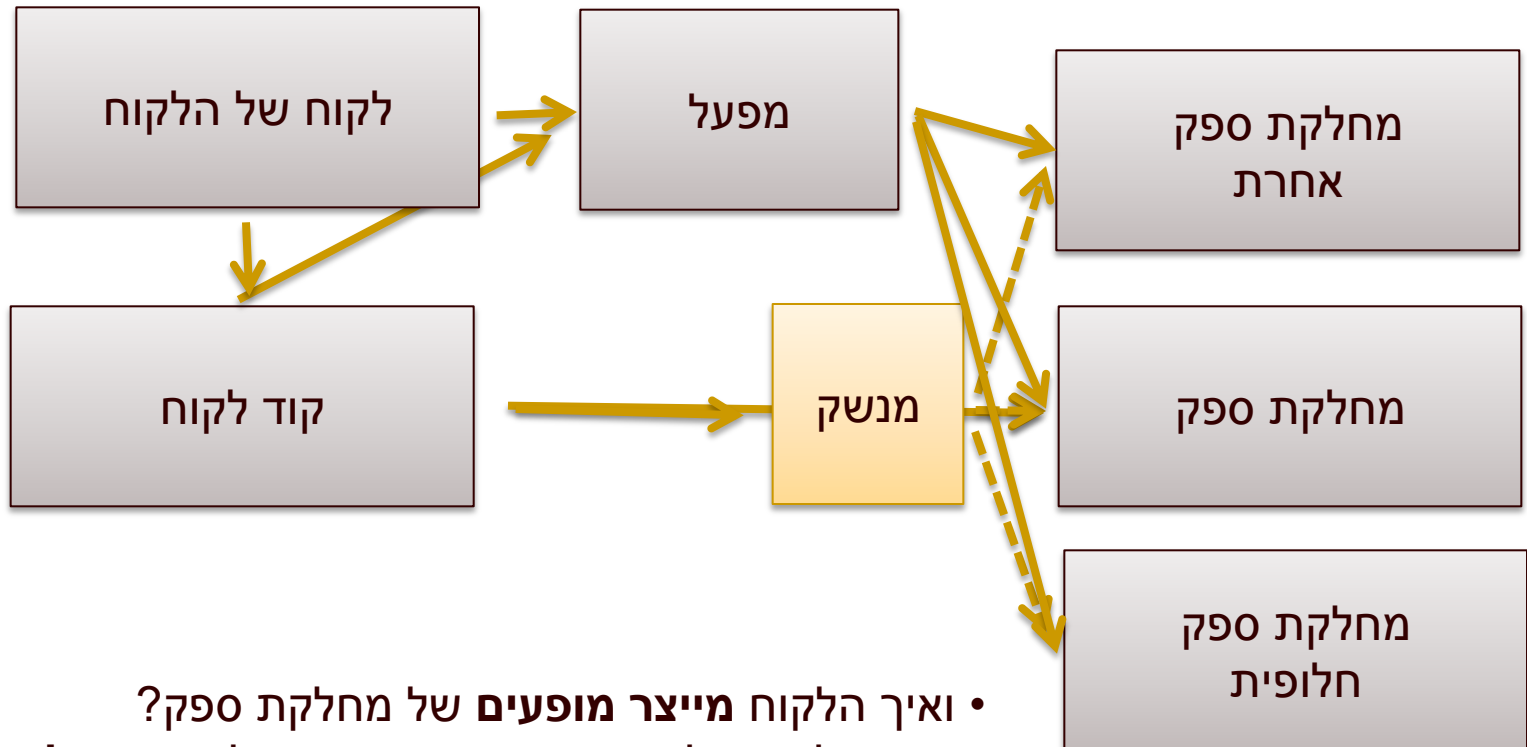 לקוח של הלקוח
מפעל
מחלקת ספק
אחרת
קוד לקוח
מנשק
מחלקת ספק
מחלקת ספק
חלופית
• ואיך הלקוח מייצר מופעים של מחלקת ספק?